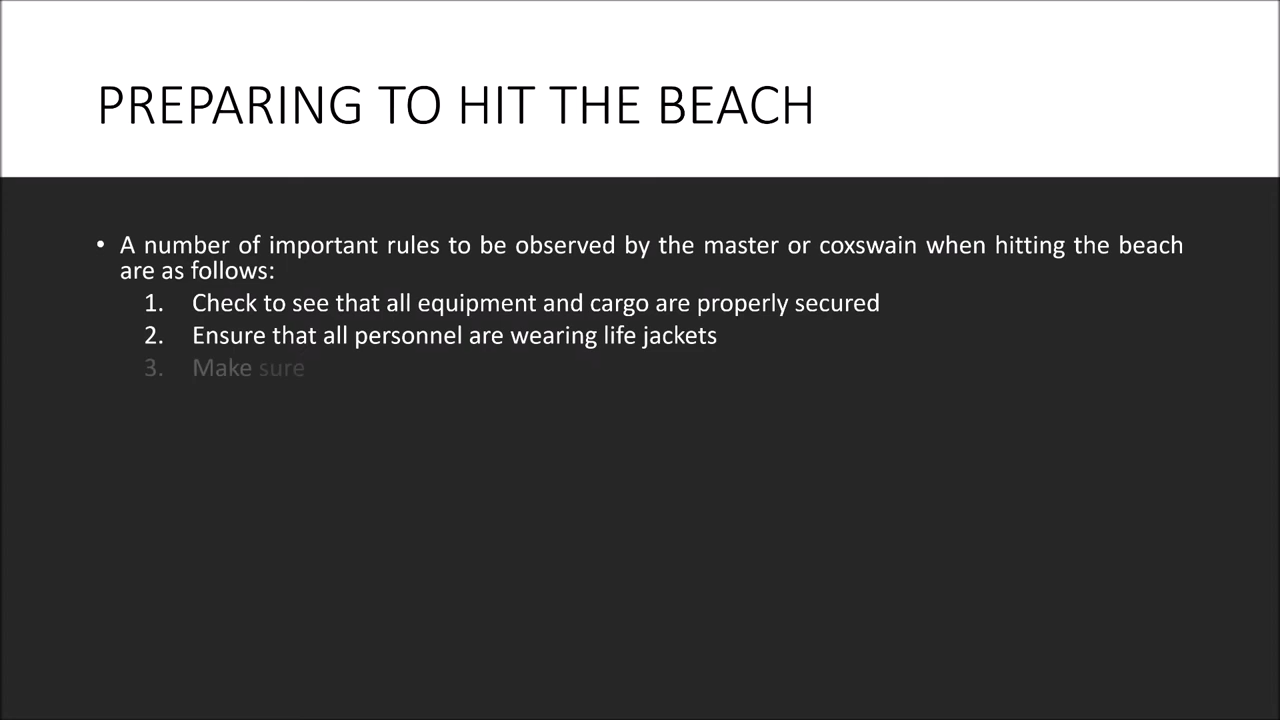 PREPARING TO HIT THE BEACH
• A number of important rules to be observed by the master or coxswain when hitting the beach
are as follows:
1. Check to see that all equipment and cargo are properly secured
2. Ensure that all personnel are wearing life jackets
3. Make sure